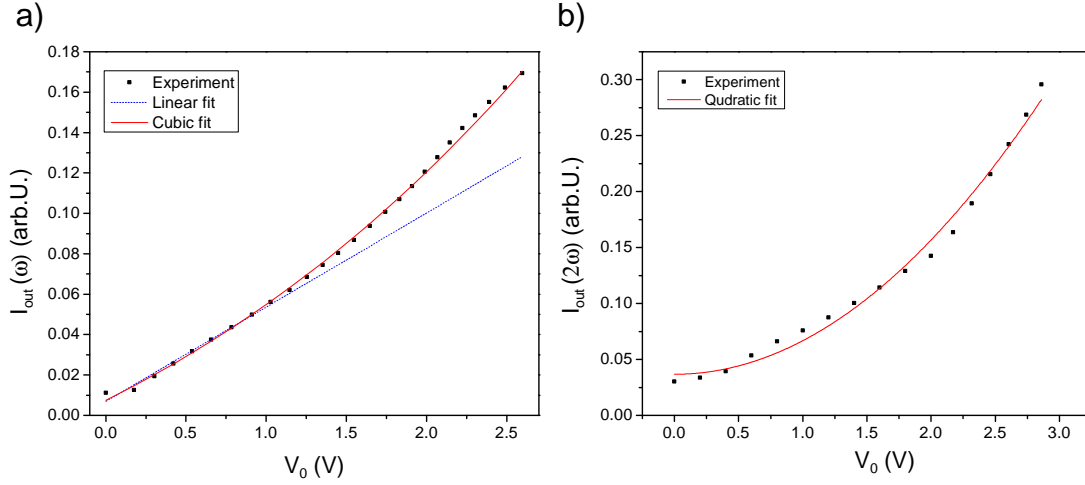 a)
0.18
0.16
0.14
0.12
0.10
0.08
0.06
0.04
0.02
0.00
I_out (ω) (arb.U.)
Experiment
Linear fit
Cubic fit
0.0 0.5 1.0 1.5 2.0 2.5
V_0 (V)
b)
0.30
0.25
0.20
0.15
0.10
0.05
0.00
I_out (2ω) (arb.U.)
Experiment
Qudratic fit
0.0 0.5 1.0 1.5 2.0 2.5 3.0
V_0 (V)